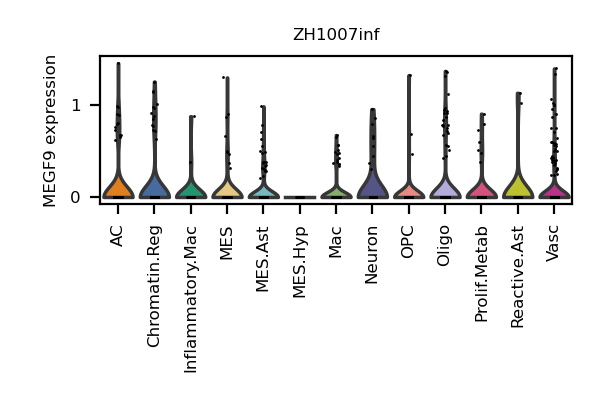 ZH1007inf
MEGF9 expression
1
0
AC
Chromatin.Reg
Inflammatory.Mac
MES
MES.Ast
MES.Hyp
Mac
Neuron
OPC
Oligo
Prolif.Metab
Reactive.Ast
Vasc